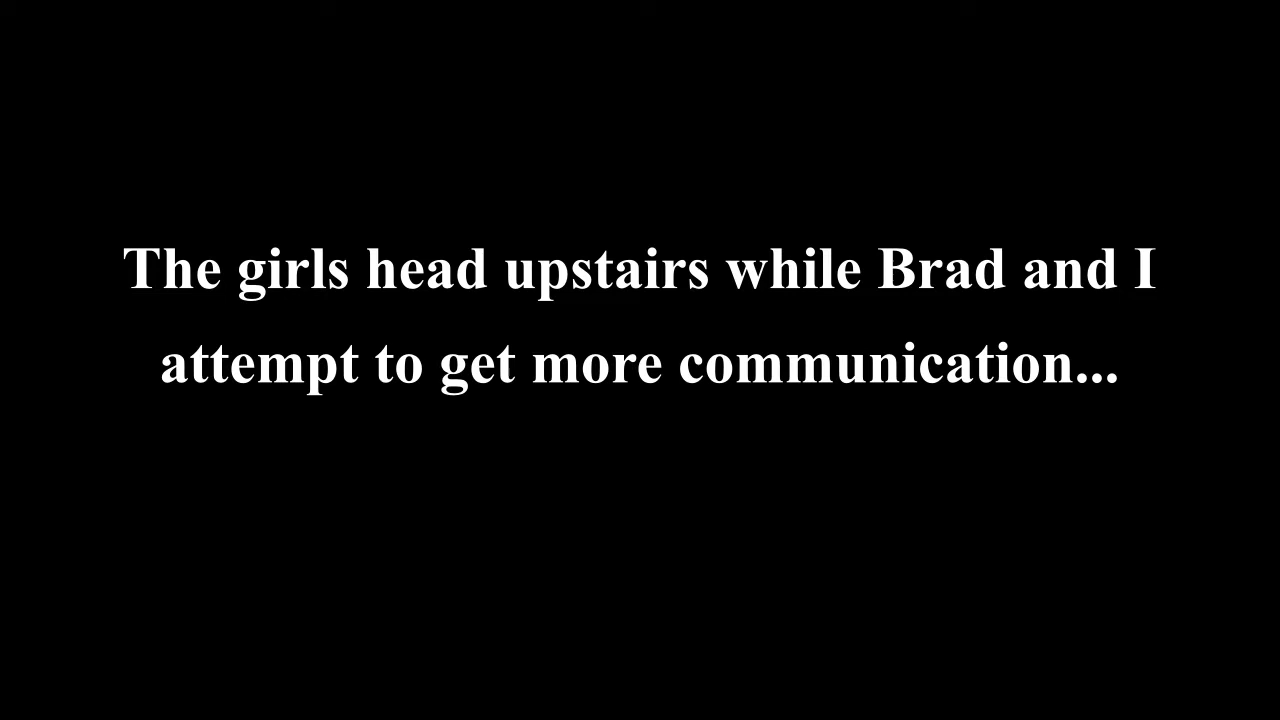 The girls head upstairs while Brad and I
attempt to get more communication...